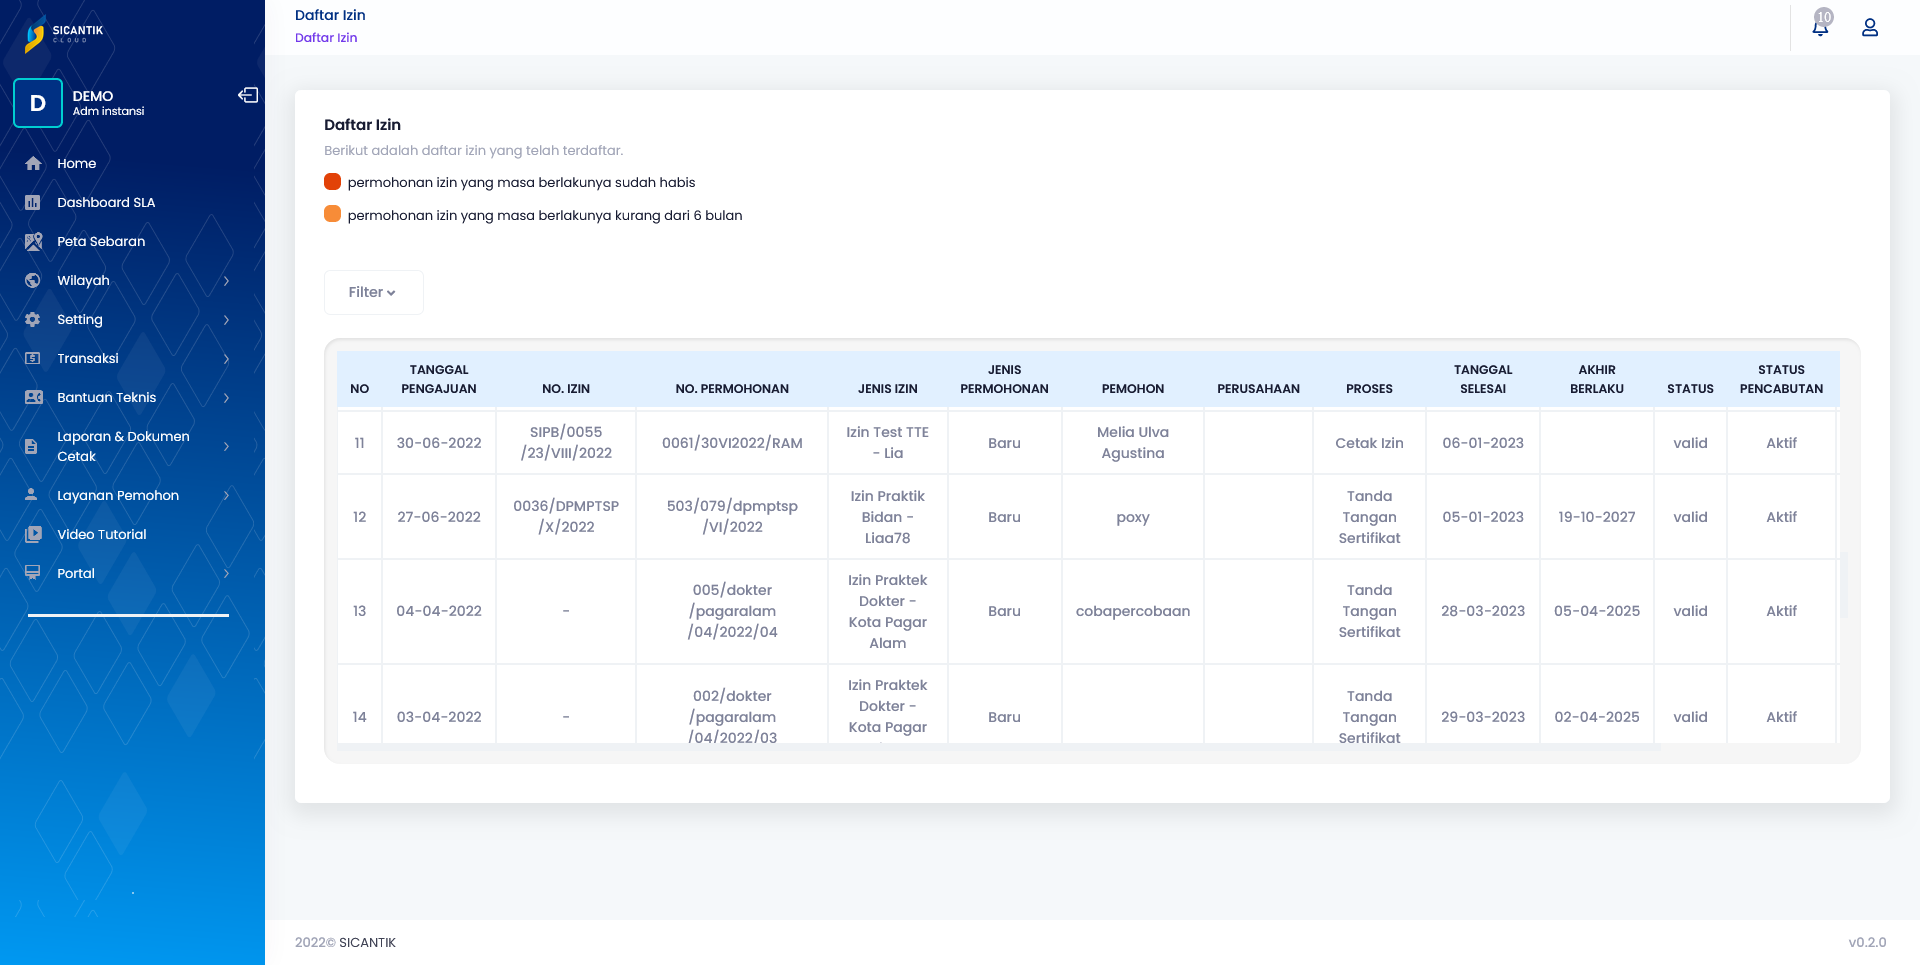 SICANTIK
CLOUD
D
DEMO
Adm instansi
Home
Dashboard SLA
Peta Sebaran
Wilayah
Setting
Transaksi
Bantuan Teknis
Laporan & Dokumen
Cetak
Layanan Pemohon
Video Tutorial
Portal
Daftar Izin
Daftar Izin
10
Daftar Izin
Berikut adalah daftar izin yang telah terdaftar.
permohonan izin yang masa berlakunya sudah habis
permohonan izin yang masa berlakunya kurang dari 6 bulan
Filter
NO
TANGGAL
PENGAJUAN
NO. IZIN
NO. PERMOHONAN
JENIS IZIN
JENIS
PERMOHONAN
PEMOHON
PERUSAHAAN
PROSES
TANGGAL
SELESAI
AKHIR
BERLAKU
STATUS
STATUS
PENCABUTAN
11
30-06-2022
SIPB/0055
/23/VIII/2022
0061/30VI2022/RAM
Izin Test TTE
- Lia
Baru
Melia Ulva
Agustina
Cetak Izin
06-01-2023
valid
Aktif
12
27-06-2022
0036/DPMPTSP
/X/2022
503/079/dpmptsp
/VI/2022
Izin Praktik
Bidan -
Liaa78
Baru
poxy
Tanda
Tangan
Sertifikat
05-01-2023
19-10-2027
valid
Aktif
13
04-04-2022
-
005/dokter
/pagaralam
/04/2022/04
Izin Praktek
Dokter -
Kota Pagar
Alam
Baru
cobapercobaan
Tanda
Tangan
Sertifikat
28-03-2023
05-04-2025
valid
Aktif
14
03-04-2022
-
002/dokter
/pagaralam
/04/2022/03
Izin Praktek
Dokter -
Kota Pagar
Baru
Tanda
Tangan
Sertifikat
29-03-2023
02-04-2025
valid
Aktif
2022© SICANTIK
v0.2.0